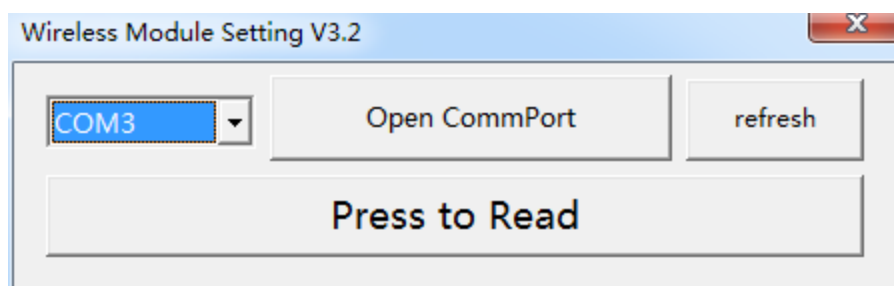 Wireless Module Setting V3.2
COM3
Open CommPort
refresh
Press to Read